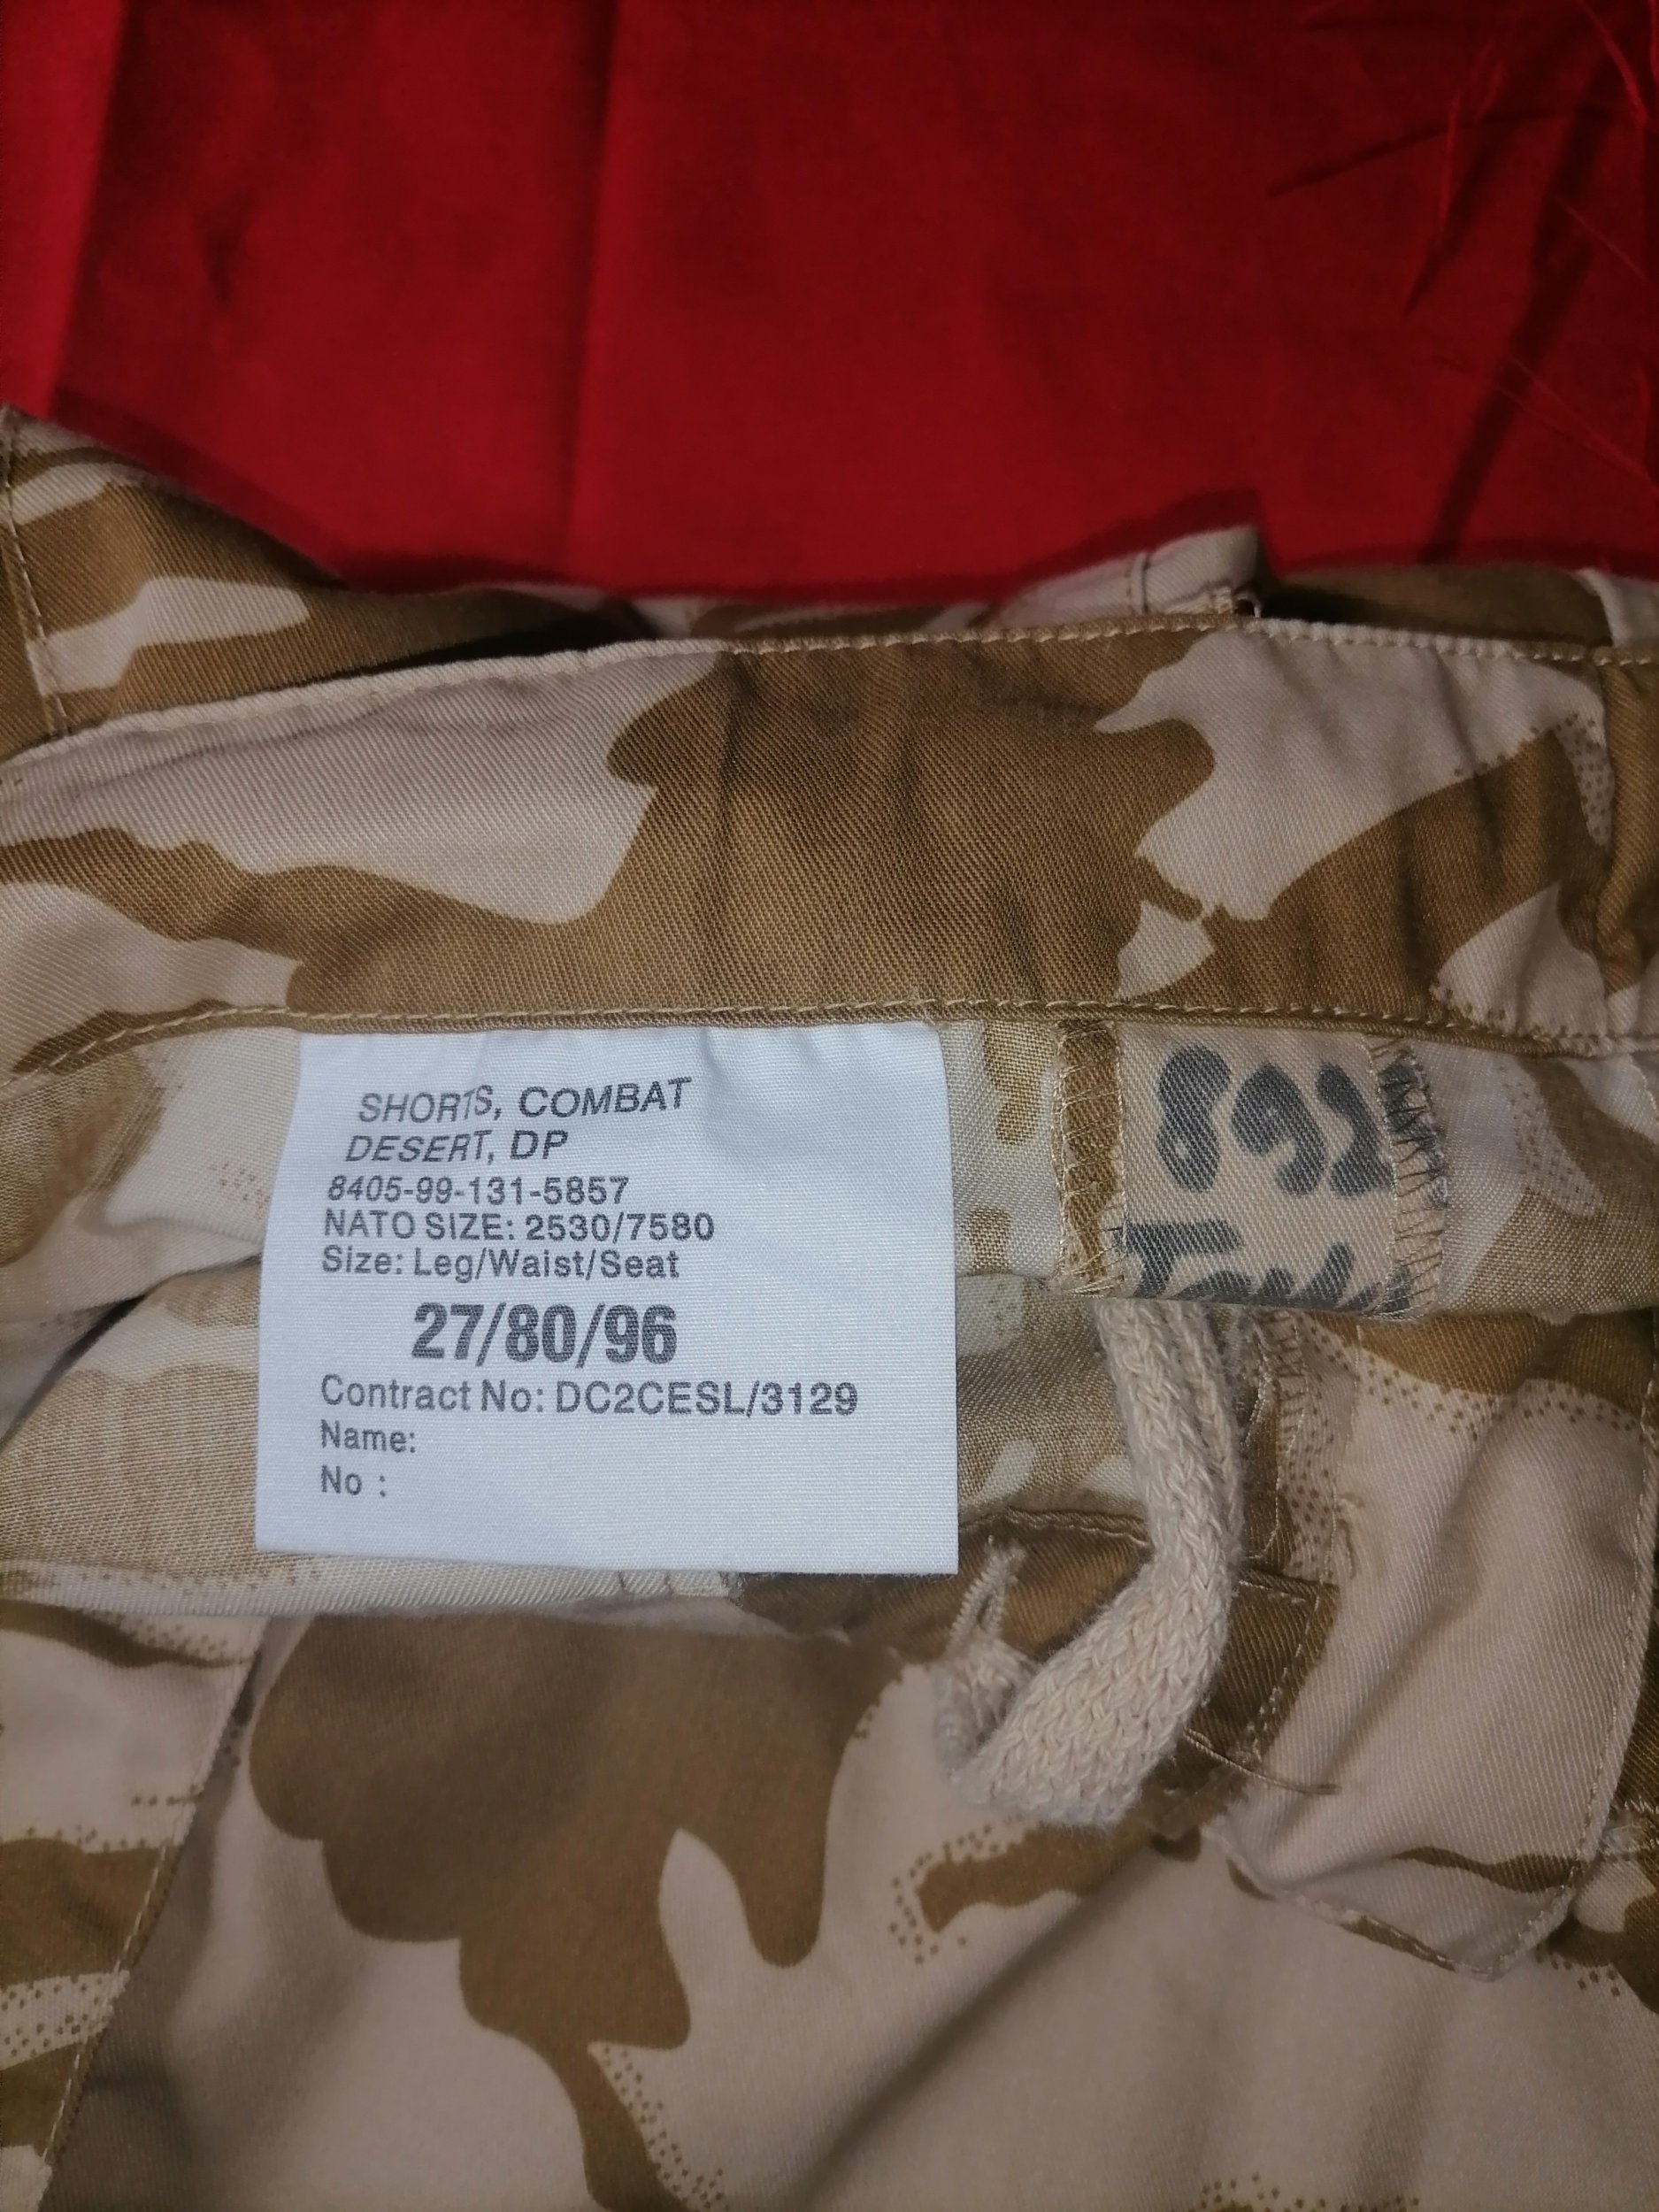 SHORTS, COMBAT
DESERT, DP
8405-99-131-5857
NATO SIZE: 2530/7580
Size: Leg/Waist/Seat
27/80/96
Contract No: DC2CESL/3129
Name:
No :